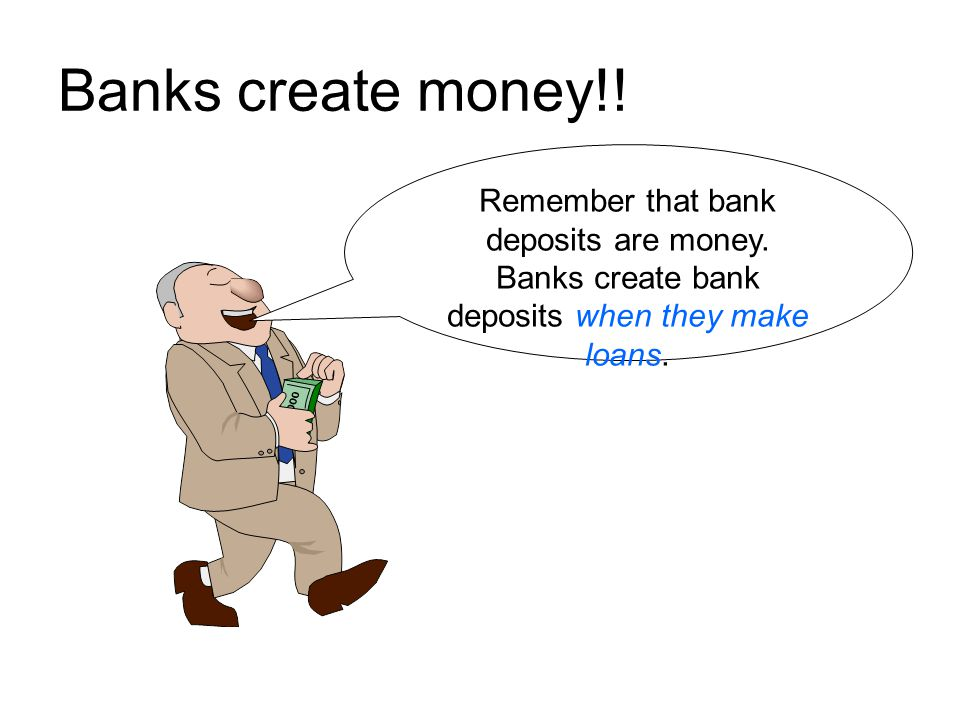 Banks create money!!
Remember that bank
deposits are money.
Banks create bank
deposits when they make
loans.